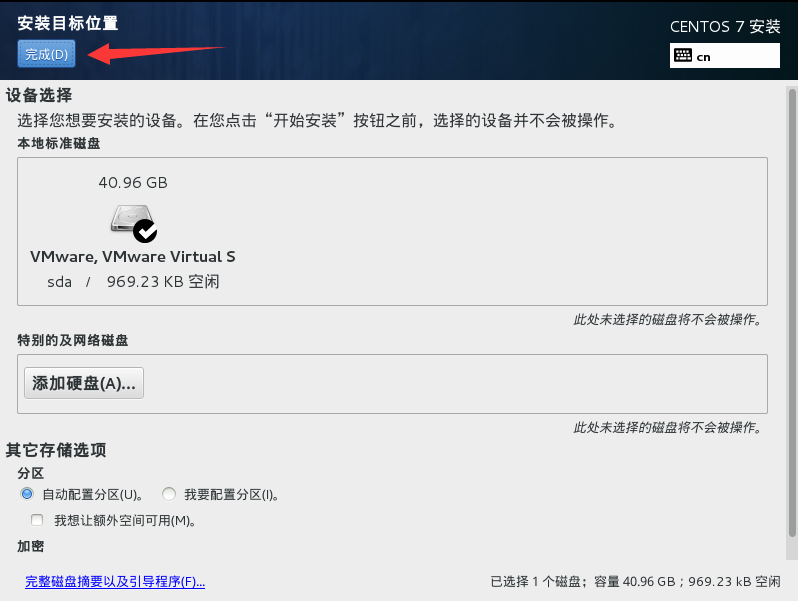 安装目标位置
CENTOS 7 安装
完成(D)
cn
设备选择
选择您想要安装的设备。在您点击“开始安装”按钮之前，选择的设备并不会被操作。
本地标准磁盘
40.96 GB
VMware, VMware Virtual S
sda / 969.23 KB 空闲
此处未选择的磁盘将不会被操作。
特别的及网络磁盘
添加硬盘(A)...
此处未选择的磁盘将不会被操作。
其它存储选项
分区
自动配置分区(U)。 我要配置分区(I)。
我想让额外空间可用(M)。
加密
完整磁盘摘要以及引导程序(F)...
已选择 1 个磁盘；容量 40.96 GB；969.23 kB 空闲